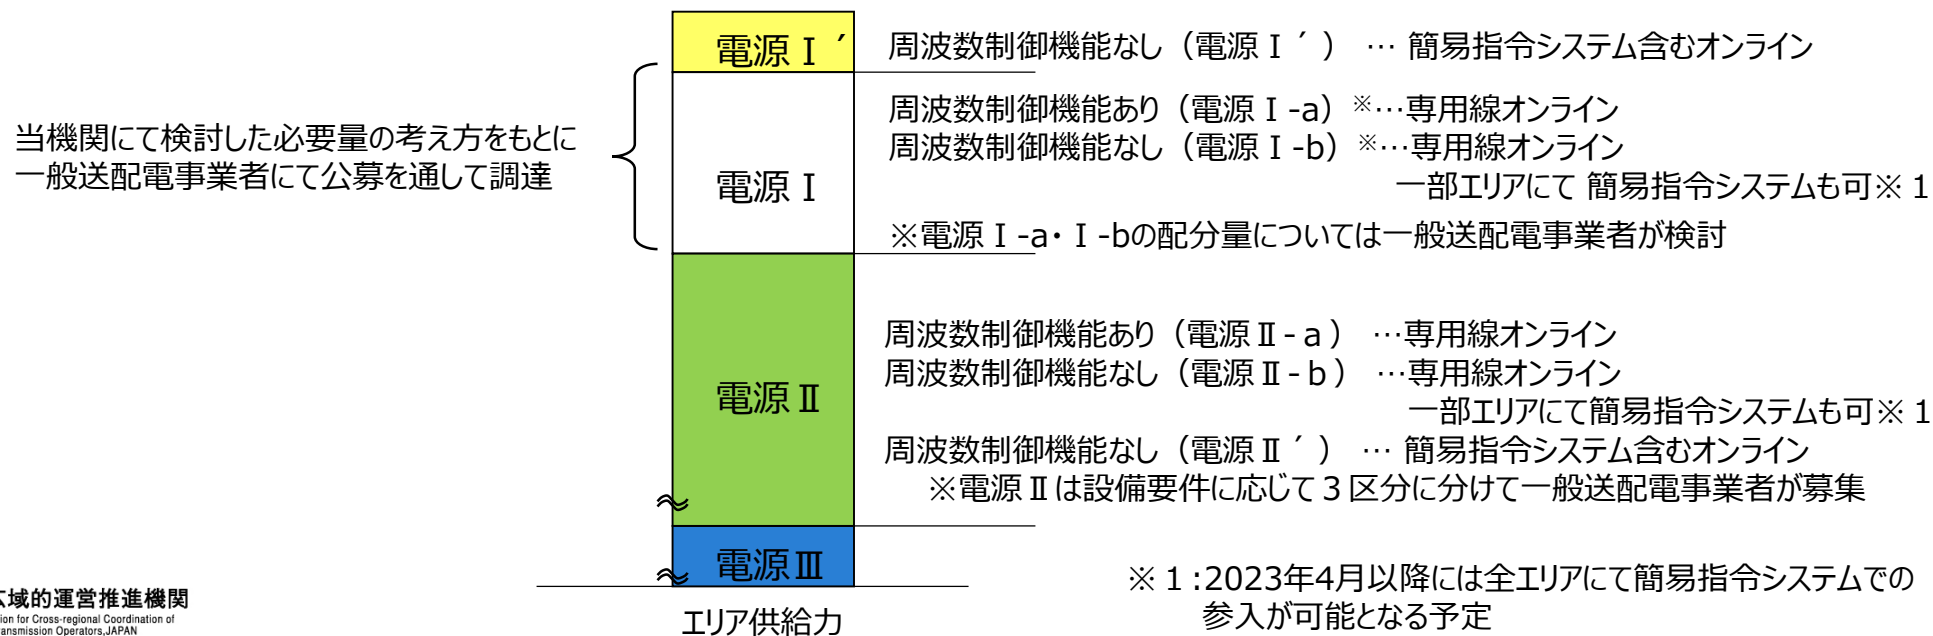 電源Ⅰ´
周波数制御機能なし（電源Ⅰ´） … 簡易指令システム含むオンライン
当機関にて検討した必要量の考え方をもとに
一般送配電事業者にて公募を通して調達
電源Ⅰ
周波数制御機能あり（電源Ⅰ-a）※…専用線オンライン
周波数制御機能なし（電源Ⅰ-b）※…専用線オンライン
一部エリアにて 簡易指令システムも可※１
※電源Ⅰ-a・Ⅰ-bの配分量については一般送配電事業者が検討
電源Ⅱ
周波数制御機能あり（電源Ⅱ-ａ） …専用線オンライン
周波数制御機能なし（電源Ⅱ-ｂ） …専用線オンライン
一部エリアにて簡易指令システムも可※１
周波数制御機能なし（電源Ⅱ´） … 簡易指令システム含むオンライン
※電源Ⅱは設備要件に応じて３区分に分けて一般送配電事業者が募集
電源Ⅲ
エリア供給力
※１:2023年4月以降には全エリアにて簡易指令システムでの
参入が可能となる予定
域的運営推進機関
for Cross-regional Coordination of
Operators,JAPAN